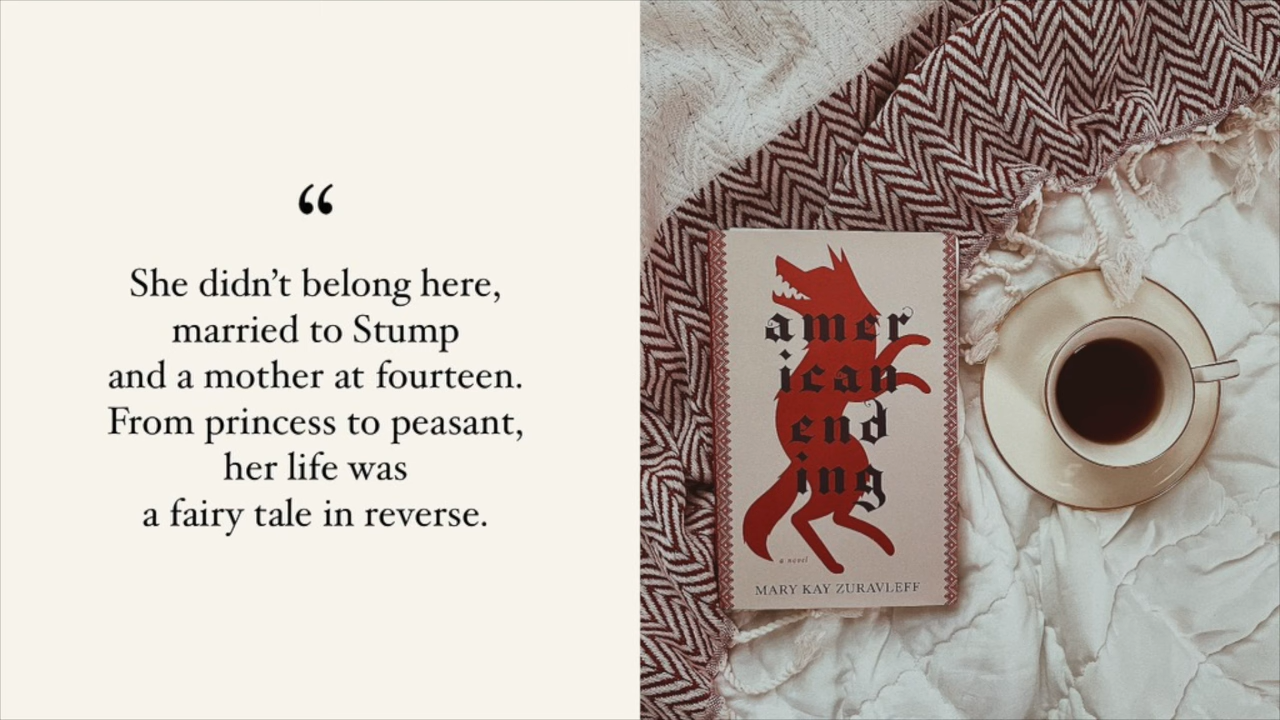 “
She didn’t belong here,
married to Stump
and a mother at fourteen.
From princess to peasant,
her life was
a fairy tale in reverse.
amer
ican
end
ing
a novel
MARY KAY ZURAVLEFF